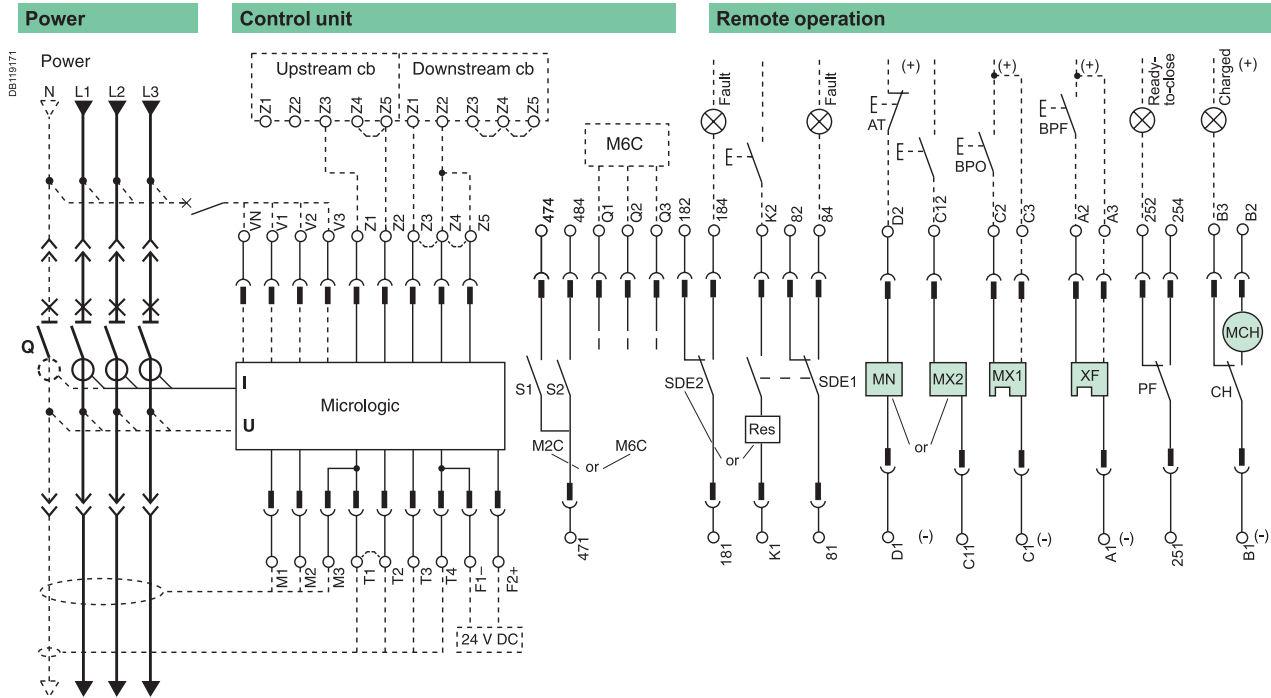 Power
Control unit
Remote operation
DB119171
Power
N L1 L2 L3
Upstream cb
Downstream cb
Z1 Z2 Z3 Z4 Z5 Z1 Z2 Z3 Z4 Z5
M6C
Fault
Fault
AT
(+)
BPO
(+)
BPF
(+)
Ready-
to-close
Charged
(+)
VN V1 V2 V3 Z1 Z2 Z3 Z4 Z5
474 484 Q1 Q2 Q3 182 184 K2 82 84 D2 C12 C2 C3 A2 A3 252 254 B3 B2
Q
MCH
I
U
Micrologic
S1 S2
SDE2
SDE1
MN
MX2
MX1
XF
PF
CH
Res
M2C or M6C
or
or
M1 M2 M3 T1 T2 T3 T4 F1– F2+
471
181 K1 81
D1 (-)
C11
C1 (-)
A1 (-)
251
B1 (-)
24 V DC